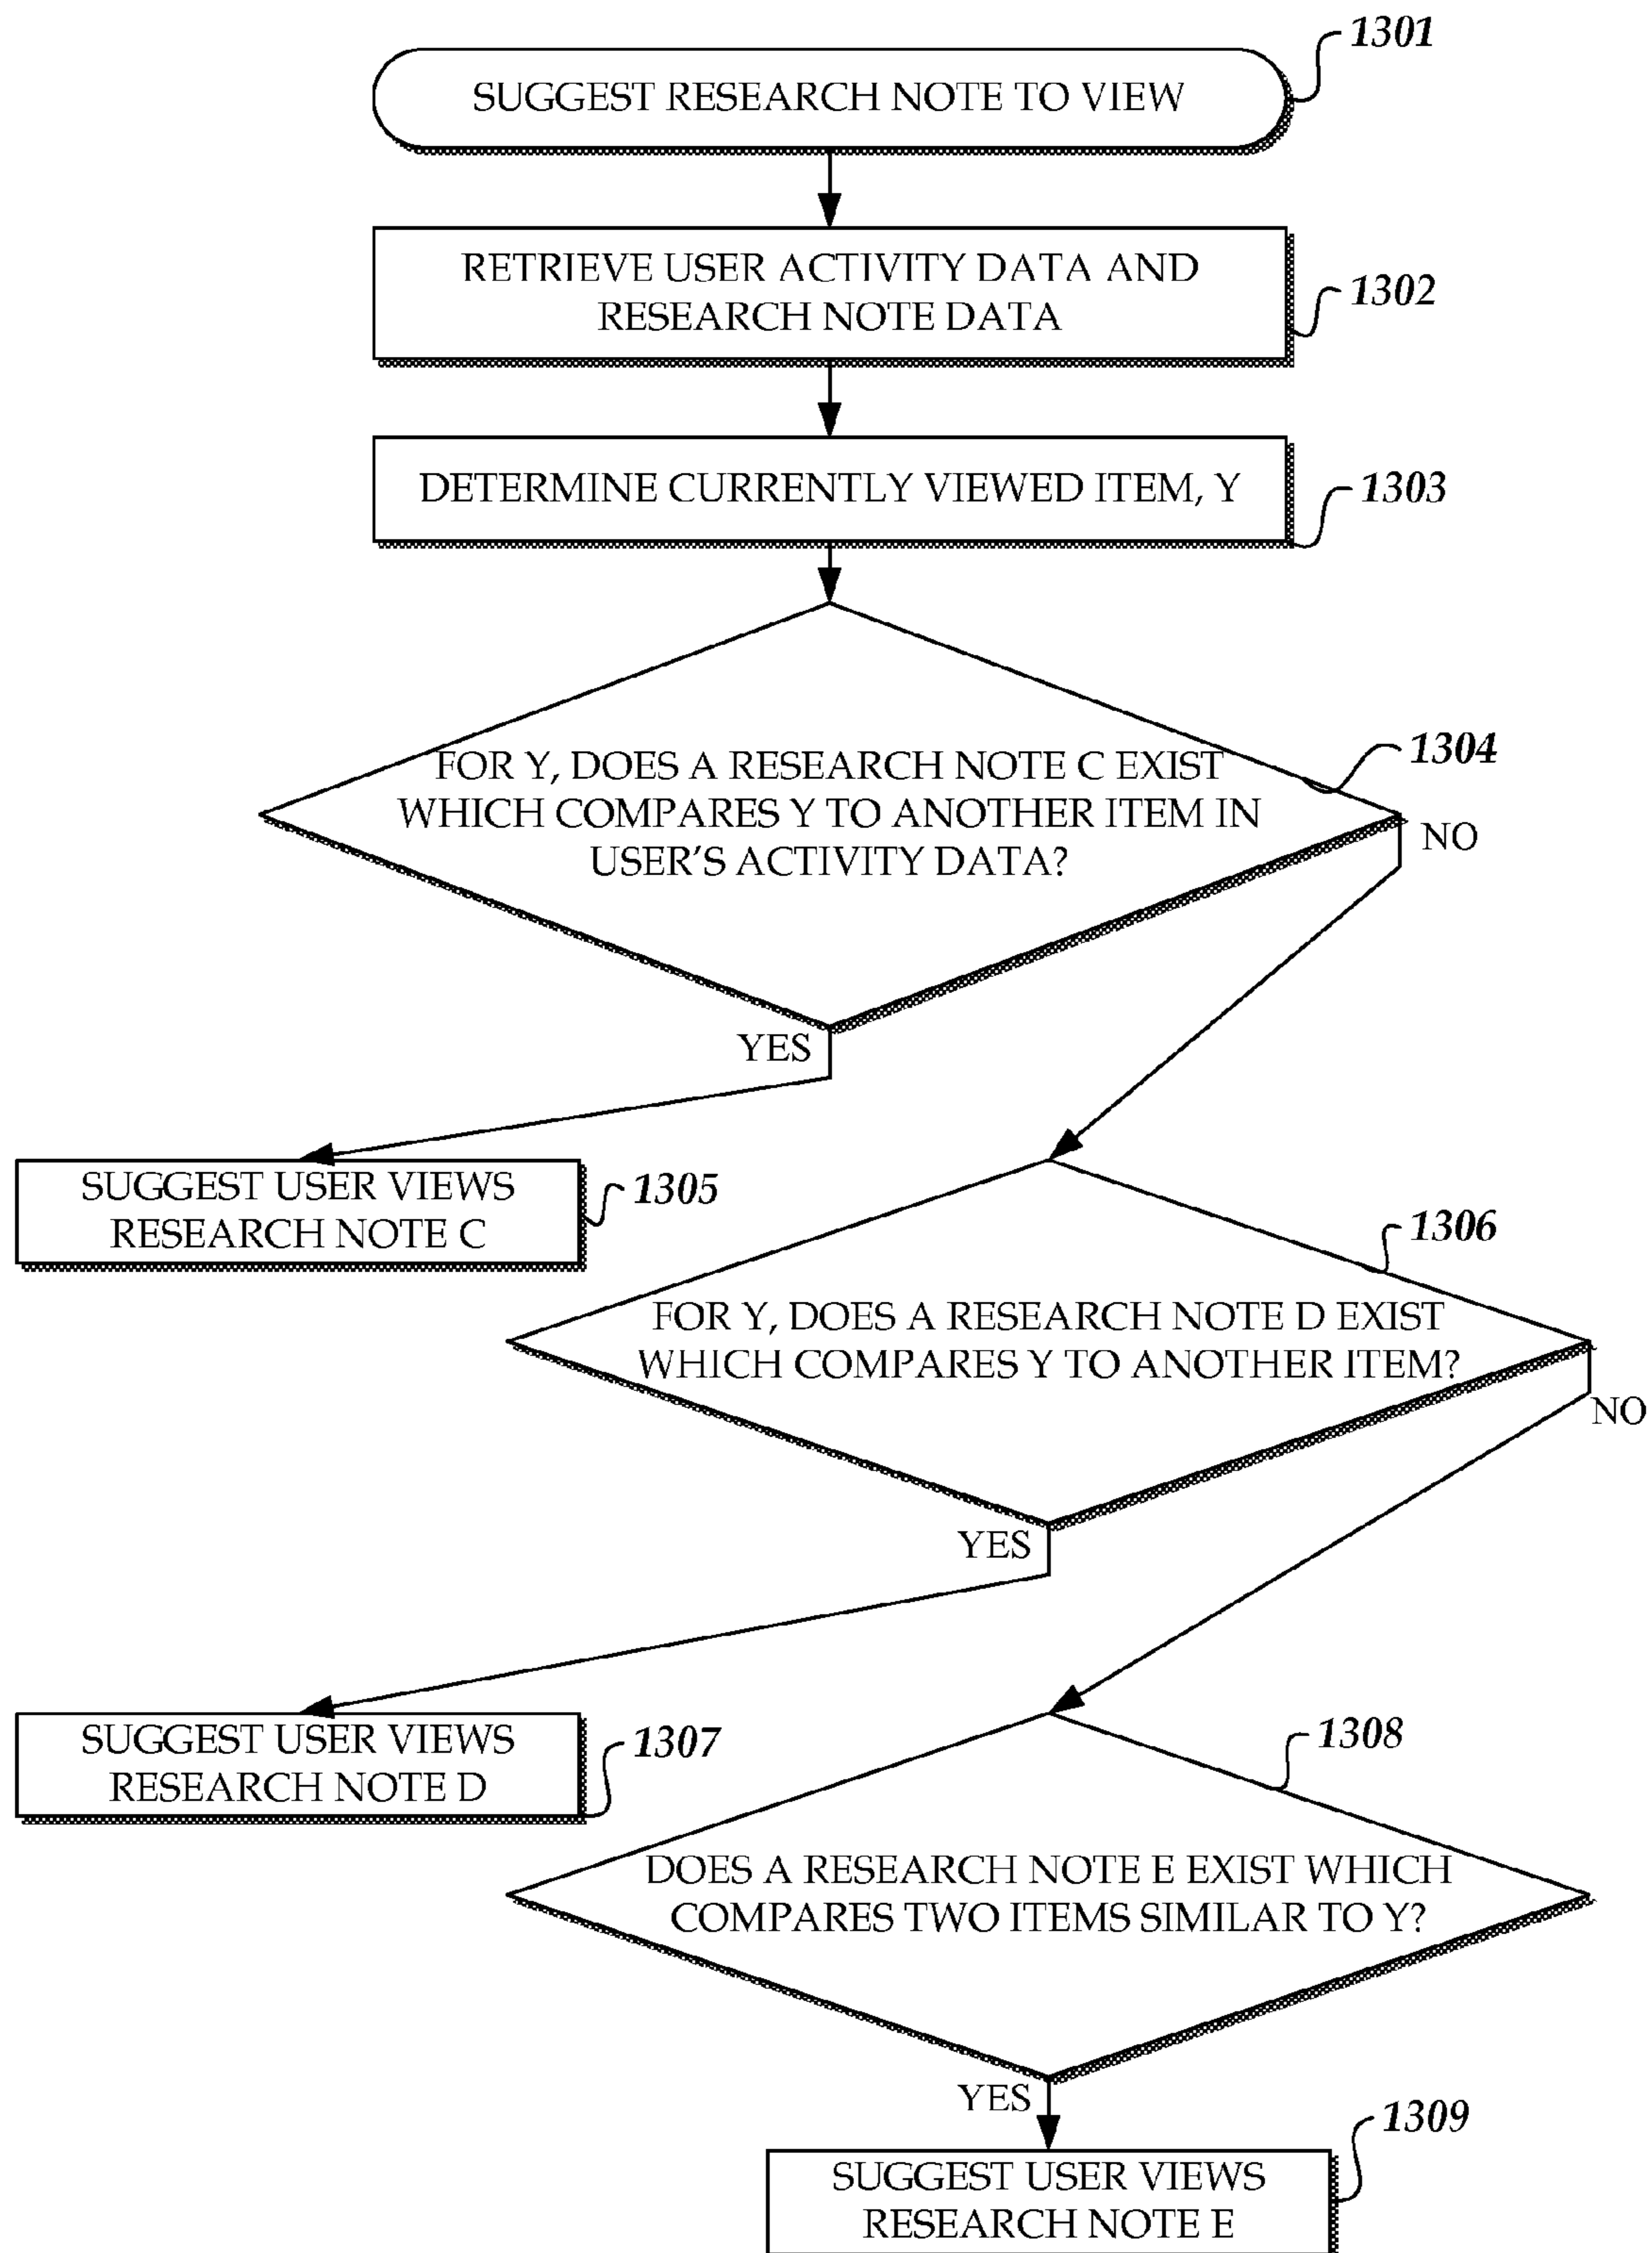 1301
SUGGEST RESEARCH NOTE TO VIEW
RETRIEVE USER ACTIVITY DATA AND
RESEARCH NOTE DATA
1302
DETERMINE CURRENTLY VIEWED ITEM, Y
1303
FOR Y, DOES A RESEARCH NOTE C EXIST
WHICH COMPARES Y TO ANOTHER ITEM IN
USER'S ACTIVITY DATA?
1304
NO
YES
SUGGEST USER VIEWS
RESEARCH NOTE C
1305
1306
FOR Y, DOES A RESEARCH NOTE D EXIST
WHICH COMPARES Y TO ANOTHER ITEM?
NO
YES
SUGGEST USER VIEWS
RESEARCH NOTE D
1307
1308
DOES A RESEARCH NOTE E EXIST WHICH
COMPARES TWO ITEMS SIMILAR TO Y?
YES
1309
SUGGEST USER VIEWS
RESEARCH NOTE E